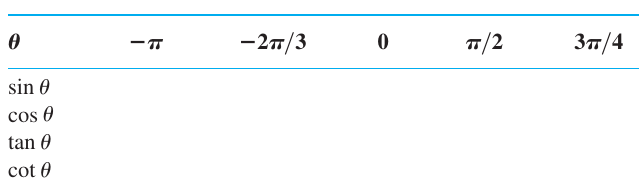 θ −π −2π/3 0 π/2 3π/4
sin θ
cos θ
tan θ
cot θ